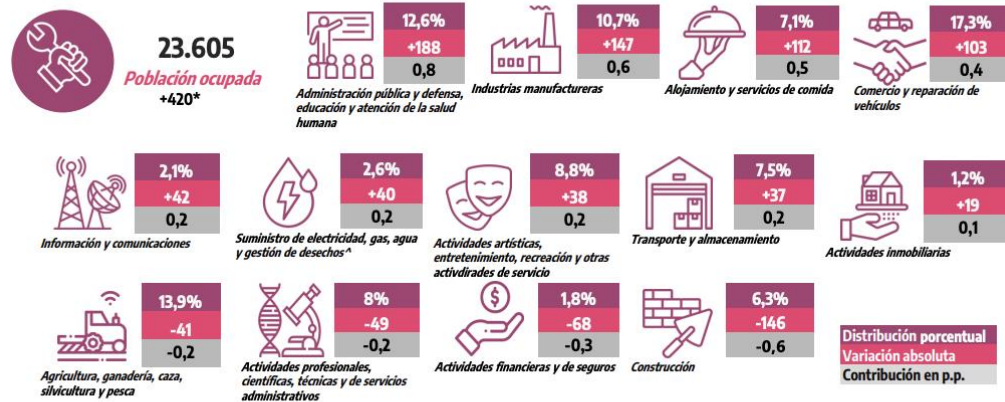 23.605
Población ocupada
+420*
12,6%
+188
0,8
Administración pública y defensa,
educación y atención de la salud
humana
10,7%
+147
0,6
Industrias manufactureras
7,1%
+112
0,5
Alojamiento y servicios de comida
17,3%
+103
0,4
Comercio y reparación de
vehículos
2,1%
+42
0,2
Información y comunicaciones
2,6%
+40
0,2
Suministro de electricidad, gas, agua
y gestión de desechos^
8,8%
+38
0,2
Actividades artísticas,
entretenimiento, recreación y otras
activdirades de servicio
7,5%
+37
0,2
Transporte y almacenamiento
1,2%
+19
0,1
Actividades inmobiliarias
13,9%
-41
-0,2
Agricultura, ganadería, caza,
silvicultura y pesca
8%
-49
-0,2
Actividades profesionales,
científicas, técnicas y de servicios
administrativos
$
1,8%
-68
-0,3
Actividades financieras y de seguros
6,3%
-146
-0,6
Construcción
Distribución porcentual
Variación absoluta
Contribución en p.p.